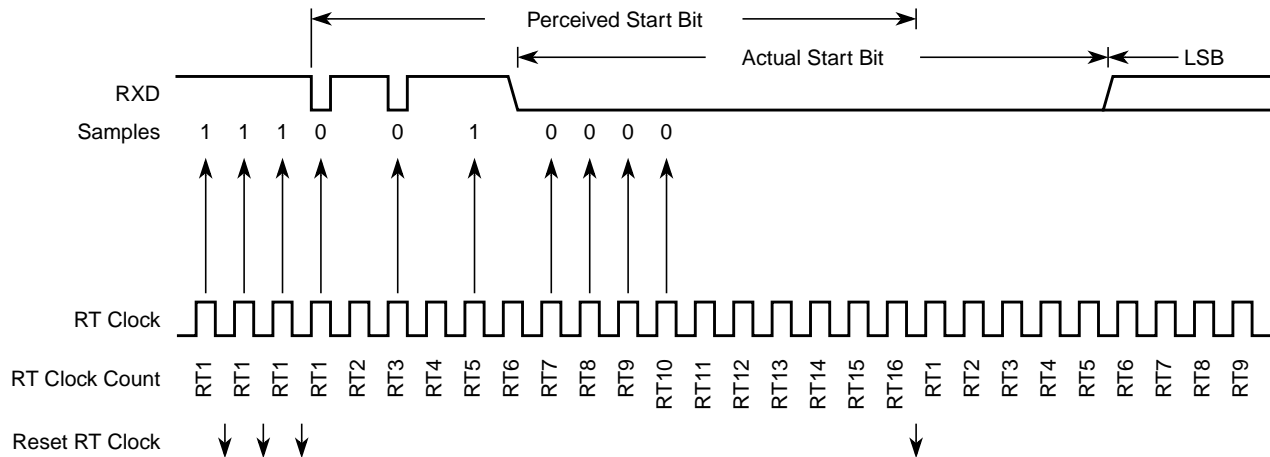 Perceived Start Bit
Actual Start Bit LSB
RXD
Samples 1 1 1 0 0 1 0 0 0 0
RT Clock
RT Clock Count RT1 RT1 RT1 RT1 RT2 RT3 RT4 RT5 RT6 RT7 RT8 RT9 RT10 RT11 RT12 RT13 RT14 RT15 RT16 RT1 RT2 RT3 RT4 RT5 RT6 RT7 RT8 RT9
Reset RT Clock